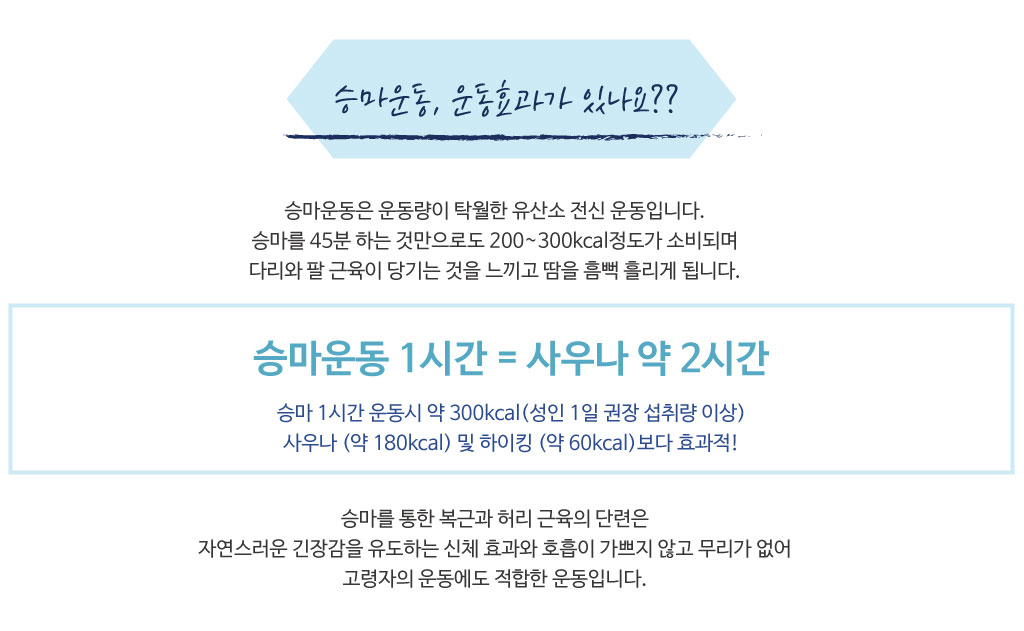 승마운동, 운동효과가 있나요??
승마운동은 운동량이 탁월한 유산소 전신 운동입니다.
승마를 45분 하는 것만으로도 200~300kcal정도가 소비되며
다리와 팔 근육이 당기는 것을 느끼고 땀을 흠뻑 흘리게 됩니다.
승마운동 1시간 = 사우나 약 2시간
승마 1시간 운동시 약 300kcal(성인 1일 권장 섭취량 이상)
사우나 (약 180kcal) 및 하이킹 (약 60kcal)보다 효과적!
승마를 통한 복근과 허리 근육의 단련은
자연스러운 긴장감을 유도하는 신체 효과와 호흡이 가쁘지 않고 무리가 없어
고령자의 운동에도 적합한 운동입니다.